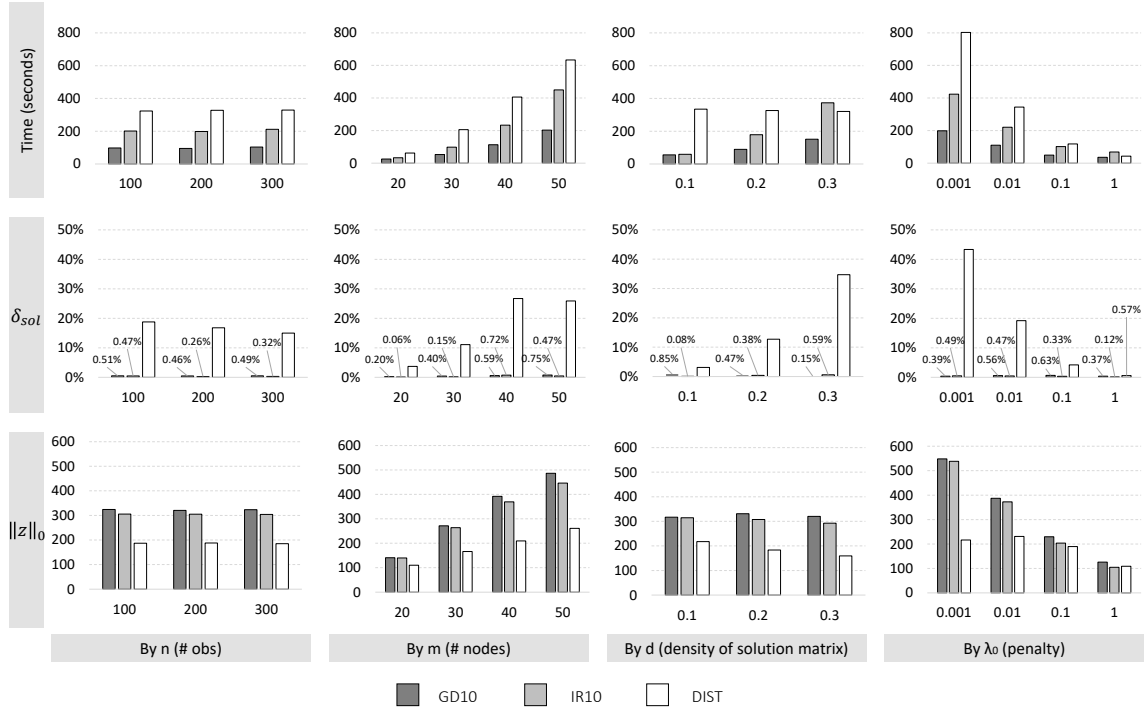 Time (seconds)
800
600
400
200
0
100 200 300
800
600
400
200
0
20 30 40 50
800
600
400
200
0
0.1 0.2 0.3
800
600
400
200
0
0.001 0.01 0.1 1
δsol
50%
40%
30%
20%
10%
0%
0.47% 0.26% 0.32%
0.51% 0.46% 0.49%
100 200 300
50%
40%
30%
20%
10%
0%
0.06% 0.15% 0.72% 0.47%
0.20% 0.40% 0.59% 0.75%
20 30 40 50
50%
40%
30%
20%
10%
0%
0.08% 0.38% 0.59%
0.85% 0.47% 0.15%
0.1 0.2 0.3
50%
40%
30%
20%
10%
0%
0.57%
0.49% 0.47% 0.33% 0.12%
0.39% 0.56% 0.63% 0.37%
0.001 0.01 0.1 1
‖z‖₀
600
500
400
300
200
100
0
100 200 300
600
500
400
300
200
100
0
20 30 40 50
600
500
400
300
200
100
0
0.1 0.2 0.3
600
500
400
300
200
100
0
0.001 0.01 0.1 1
By n (# obs)
By m (# nodes)
By d (density of solution matrix)
By λ₀ (penalty)
GD10 IR10 DIST